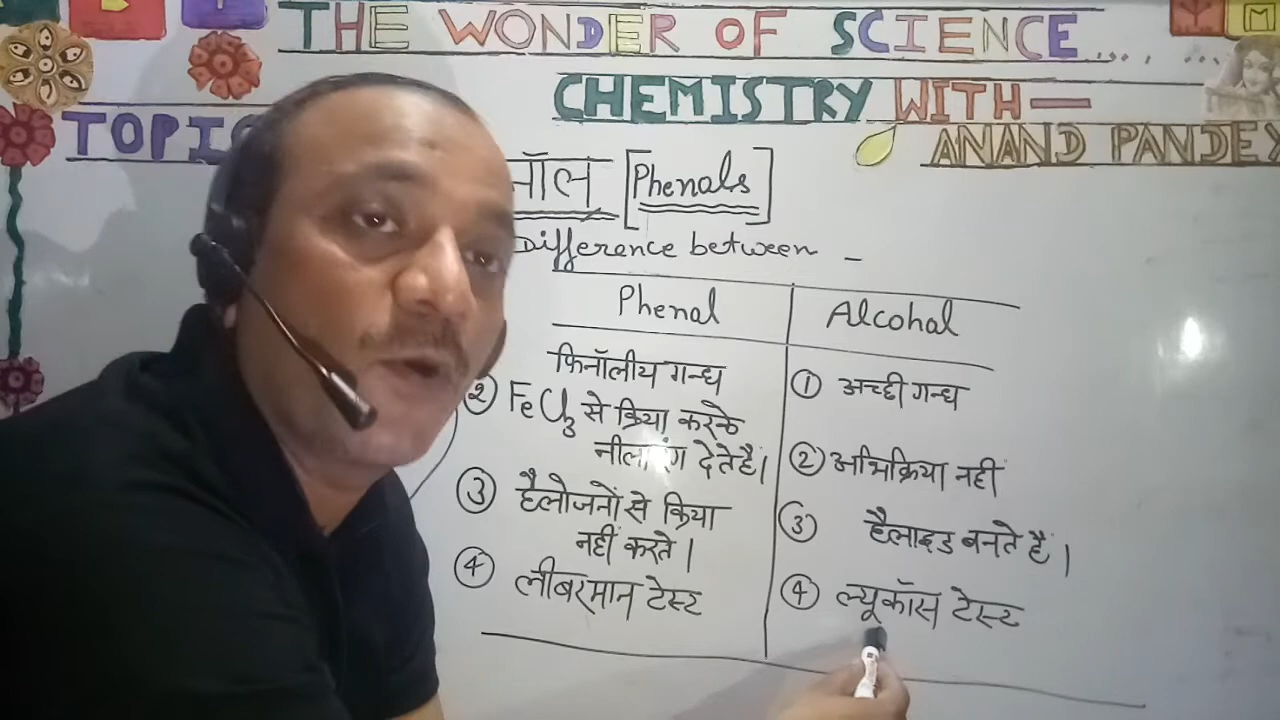 THE WONDER OF SCIENCE....
CHEMISTRY WITH—
TOPIC
ANAND PANDEY
नॉल [Phenals]
Difference between -
Phenal
Alcohal
फिनॉलीय गन्ध
① अच्छी गन्ध
② FeCl3 से क्रिया करके
नीला रंग देते है।
② अभिक्रिया नहीं
③ हैलोजनों से क्रिया
नहीं करते।
③ हैलाइड बनते है।
④ लीबरमान टेस्ट
④ ल्यूकॉस टेस्ट